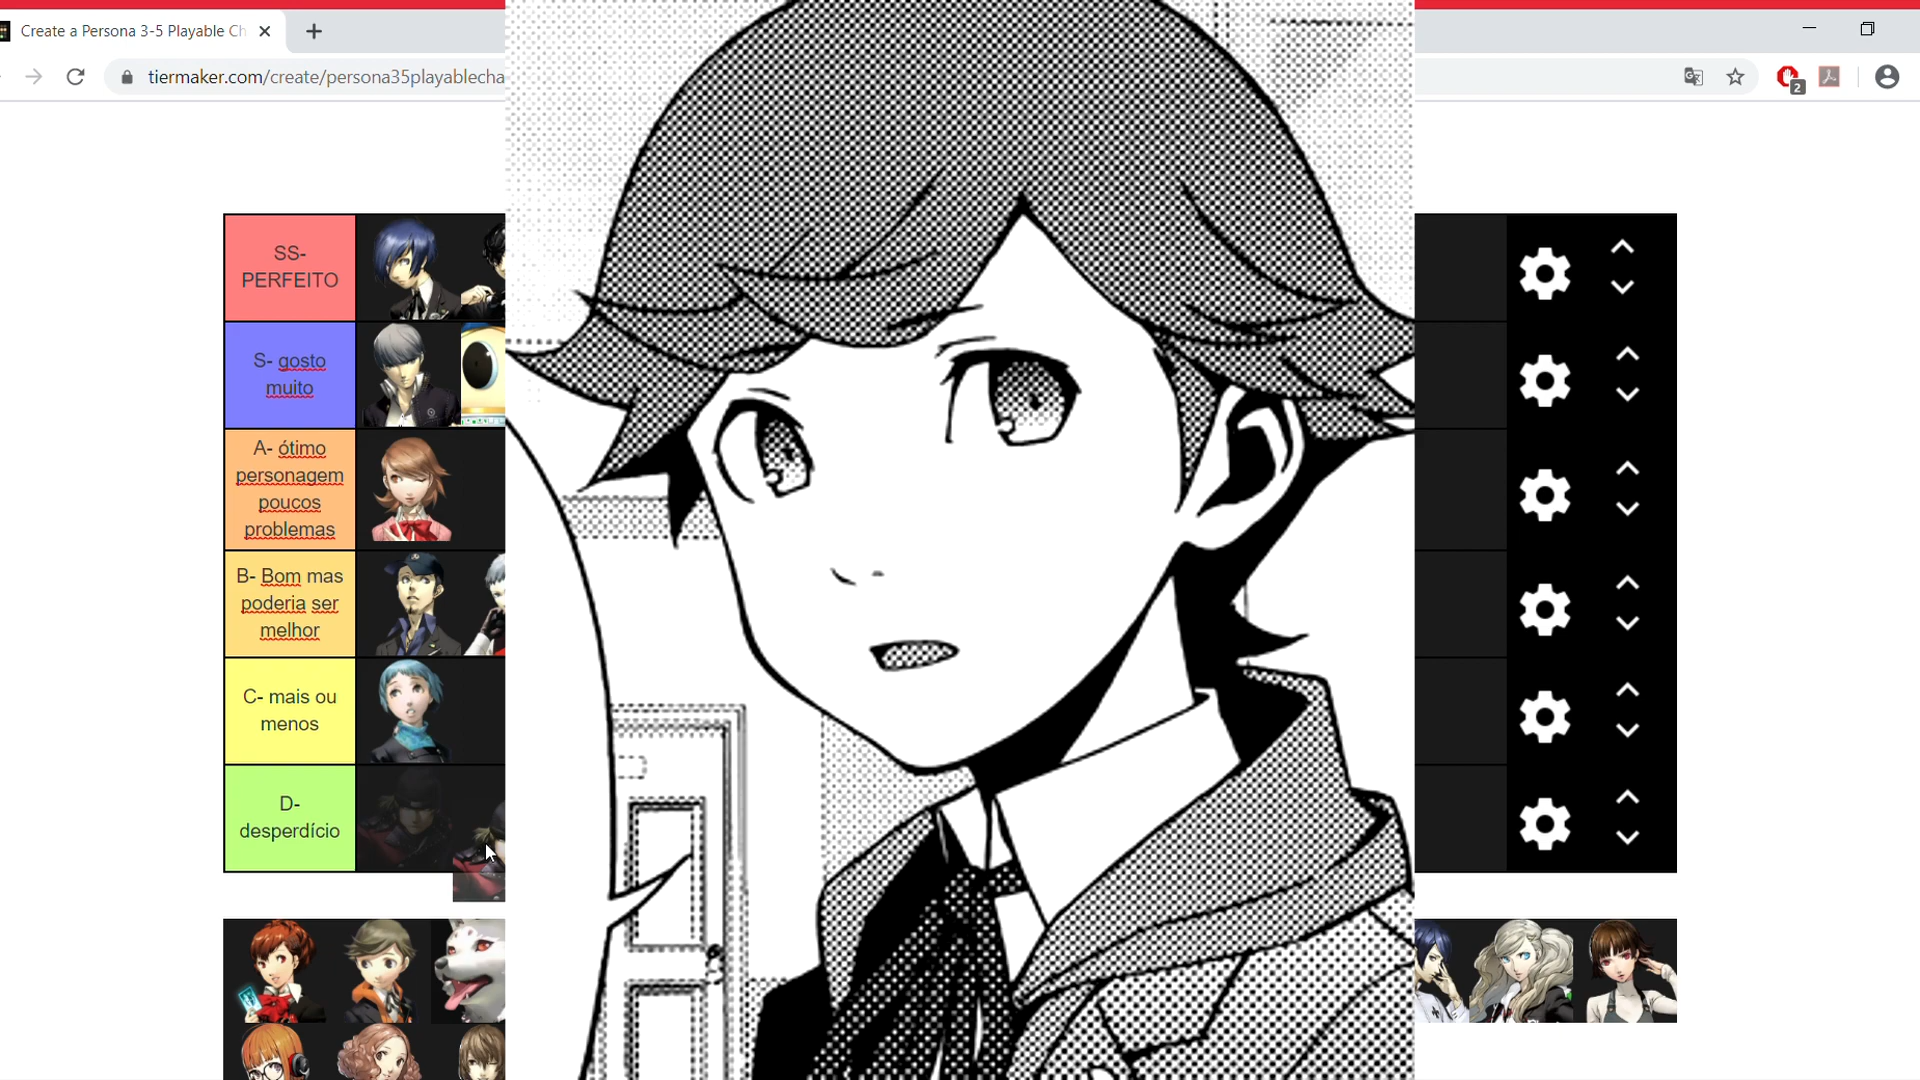 Create a Persona 3-5 Playable Ch
tiermaker.com/create/persona35playablecha
2
SS-
PERFEITO
S- gosto
muito
A- ótimo
personagem
poucos
problemas
B- Bom mas
poderia ser
melhor
C- mais ou
menos
D-
desperdício